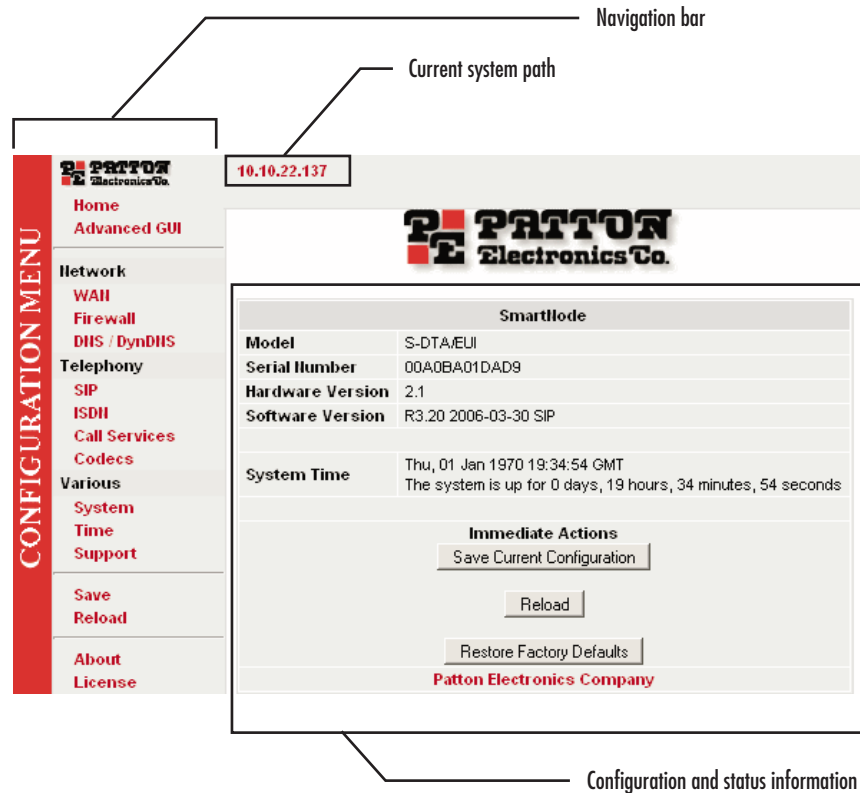 Navigation bar
Current system path
CONFIGURATION MENU
PATTON
Electronics Co.
Home
Advanced GUI
Network
WAN
Firewall
DNS / DynDNS
Telephony
SIP
ISDN
Call Services
Codecs
Various
System
Time
Support
Save
Reload
About
License
10.10.22.137
PATTON
Electronics Co.
SmartNode
Model S-DTA/EUI
Serial Number 00A0BA01DAD9
Hardware Version 2.1
Software Version R3.20 2006-03-30 SIP
System Time Thu, 01 Jan 1970 19:34:54 GMT
The system is up for 0 days, 19 hours, 34 minutes, 54 seconds
Immediate Actions
Save Current Configuration
Reload
Restore Factory Defaults
Patton Electronics Company
Configuration and status information